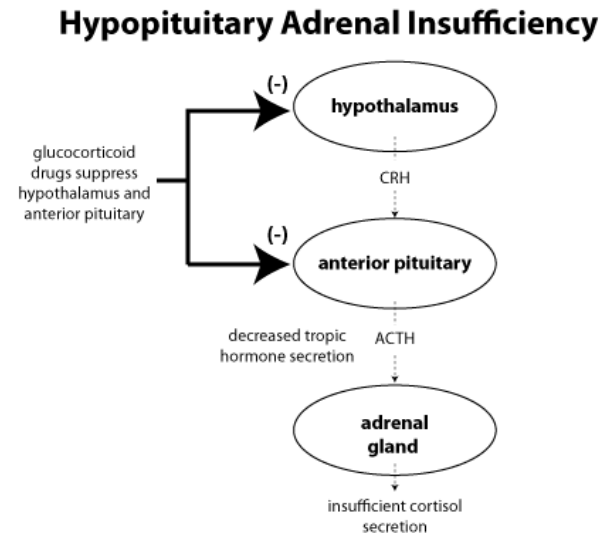 Hypopituitary Adrenal Insufficiency
(-)
hypothalamus
glucocorticoid
drugs suppress
hypothalamus and
anterior pituitary
CRH
(-)
anterior pituitary
decreased tropic
hormone secretion
ACTH
adrenal
gland
insufficient cortisol
secretion